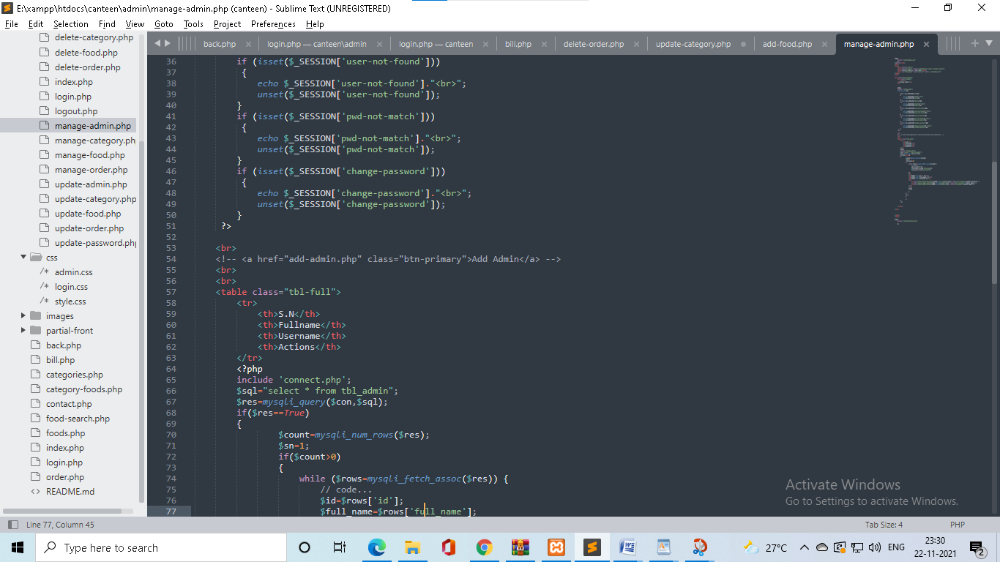 E:\xampp\htdocs\canteen\admin\manage-admin.php (canteen) - Sublime Text (UNREGISTERED)
File Edit Selection Find View Goto Tools Project Preferences Help
delete-category.php
delete-food.php
delete-order.php
index.php
login.php
logout.php
manage-admin.php
manage-category.ph
manage-food.php
manage-order.php
update-admin.php
update-category.php
update-food.php
update-order.php
update-password.php
css
admin.css
login.css
style.css
images
partial-front
back.php
bill.php
categories.php
category-foods.php
contact.php
food-search.php
foods.php
index.php
login.php
order.php
README.md
back.php login.php — canteen\admin login.php — canteen bill.php delete-order.php update-category.php add-food.php manage-admin.php
36 if (isset($_SESSION['user-not-found']))
37 {
38 echo $_SESSION['user-not-found']."<br>";
39 unset($_SESSION['user-not-found']);
40 }
41 if (isset($_SESSION['pwd-not-match']))
42 {
43 echo $_SESSION['pwd-not-match']."<br>";
44 unset($_SESSION['pwd-not-match']);
45 }
46 if (isset($_SESSION['change-password']))
47 {
48 echo $_SESSION['change-password']."<br>";
49 unset($_SESSION['change-password']);
50 }
51 ?>
52
53 <br>
54 <!-- <a href="add-admin.php" class="btn-primary">Add Admin</a> -->
55 <br>
56 <br>
57 <table class="tbl-full">
58 <tr>
59 <th>S.N</th>
60 <th>Fullname</th>
61 <th>Username</th>
62 <th>Actions</th>
63 </tr>
64 <?php
65 include 'connect.php';
66 $sql="select * from tbl_admin";
67 $res=mysqli_query($con,$sql);
68 if($res==True)
69 {
70 $count=mysqli_num_rows($res);
71 $sn=1;
72 if($count>0)
73 {
74 while ($rows=mysqli_fetch_assoc($res)) {
75 // code...
76 $id=$rows['id'];
77 $full_name=$rows['full_name'];
Activate Windows
Go to Settings to activate Windows.
Line 77, Column 45 Tab Size: 4 PHP
Type here to search 27°C ENG 23:30
22-11-2021 2